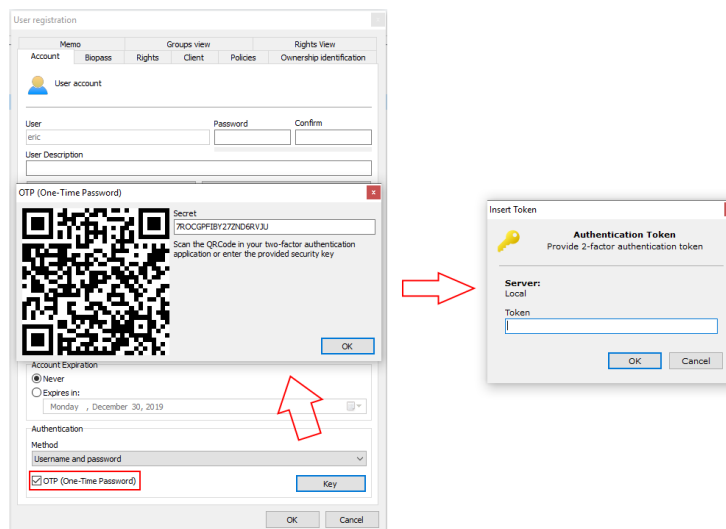 User registration
Memo
Groups view
Rights View
Account
Biopass
Rights
Client
Policies
Ownership identification
User account
User
Password
Confirm
eric
User Description
OTP (One-Time Password)
Secret
7ROCGPFIBY27ZND6RVJU
Scan the QRCode in your two-factor authentication
application or enter the provided security key
OK
Account Expiration
Never
Expires in:
Monday , December 30, 2019
Authentication
Method
Username and password
OTP (One-Time Password)
Key
OK
Cancel
Insert Token
Authentication Token
Provide 2-factor authentication token
Server:
Local
Token
OK
Cancel